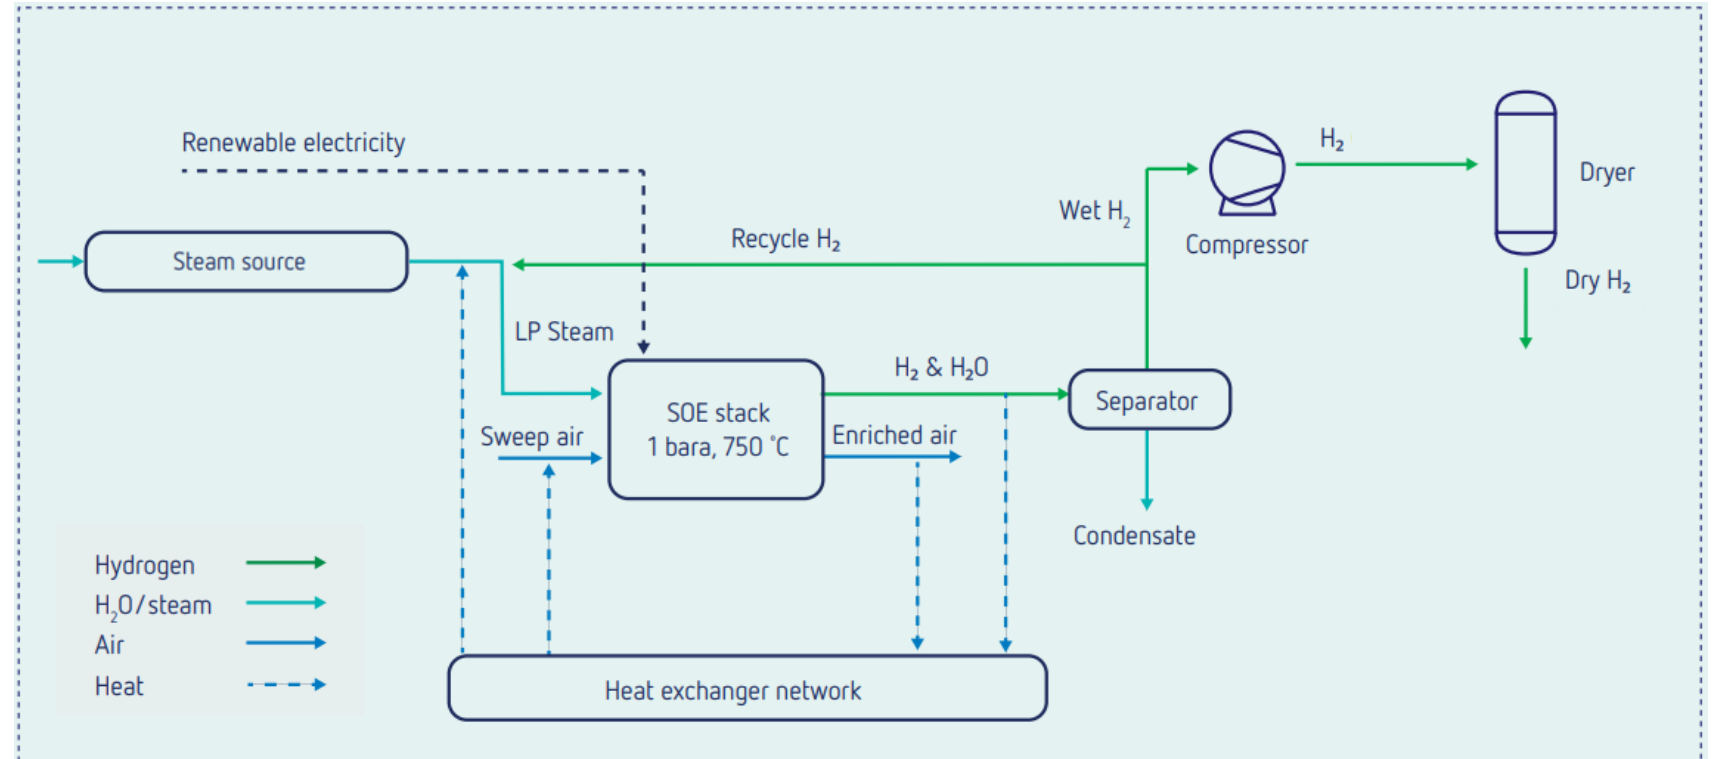 Renewable electricity
Steam source
Recycle H₂
Wet H₂
Compressor
H₂
Dryer
Dry H₂
LP Steam
Sweep air
SOE stack
1 bara, 750 °C
H₂ & H₂O
Enriched air
Separator
Condensate
Hydrogen
H₂O/steam
Air
Heat
Heat exchanger network